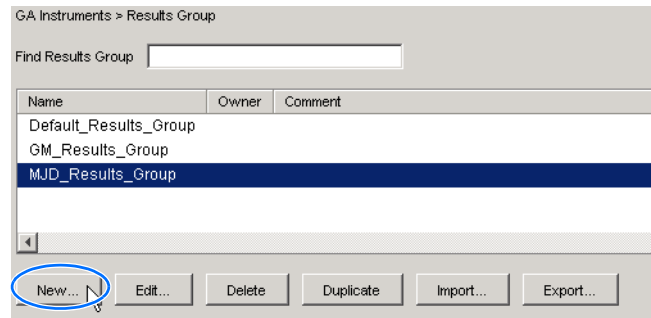 GA Instruments > Results Group
Find Results Group
Name Owner Comment
Default_Results_Group
GM_Results_Group
MJD_Results_Group
New... Edit... Delete Duplicate Import... Export...